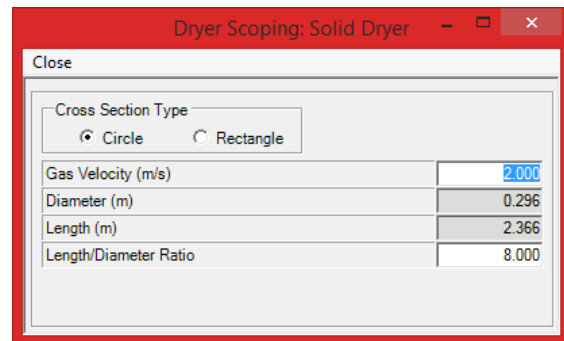 Dryer Scoping: Solid Dryer
Close
Cross Section Type
Circle Rectangle
Gas Velocity (m/s) 2.000
Diameter (m) 0.296
Length (m) 2.366
Length/Diameter Ratio 8.000